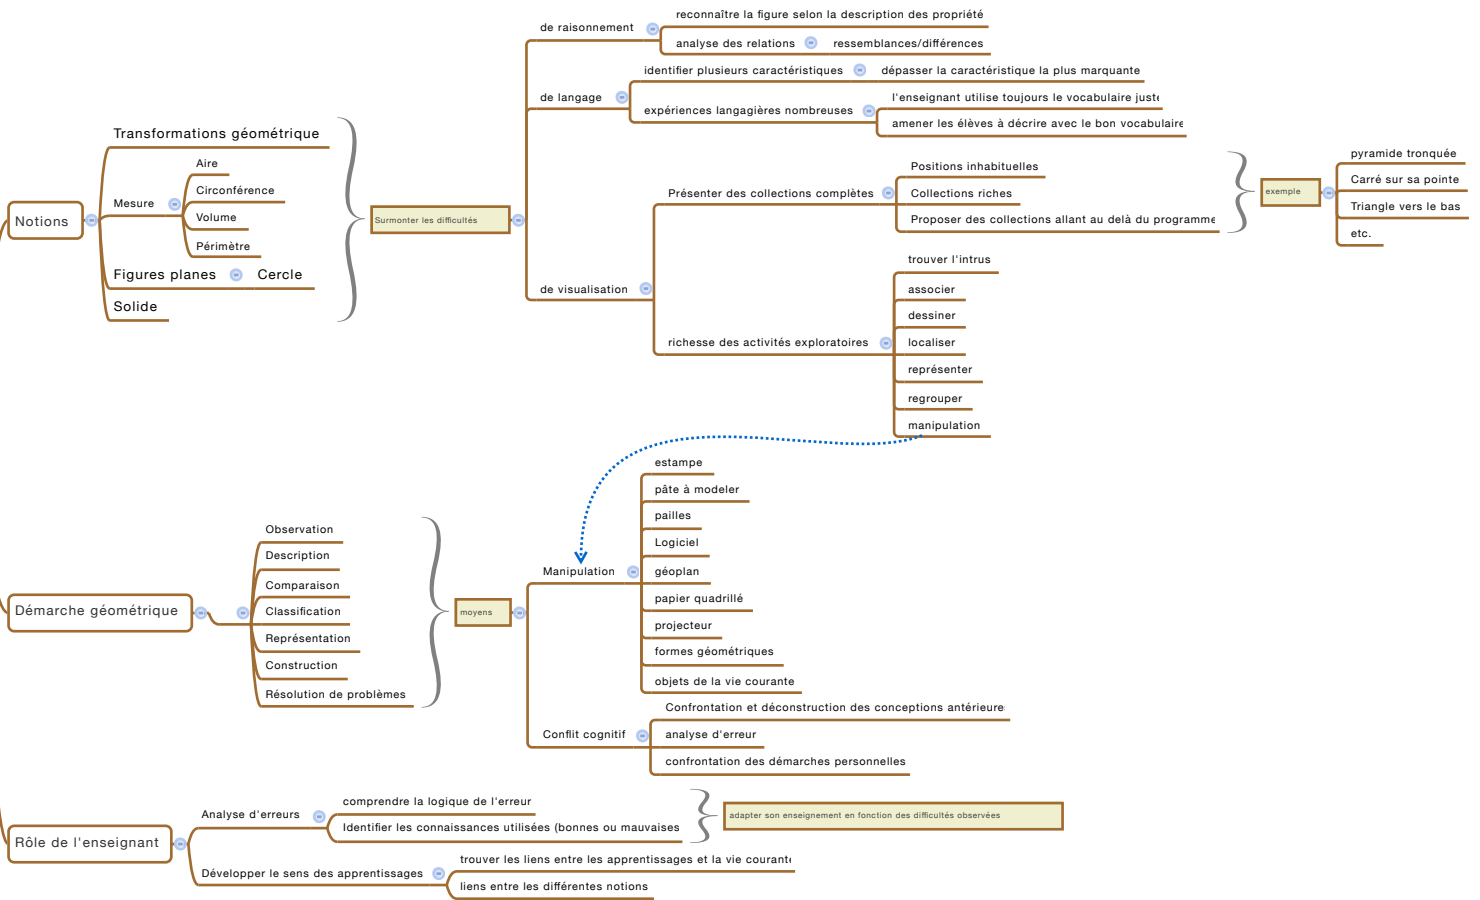 Notions
Transformations géométrique
Mesure
Aire
Circonférence
Volume
Périmètre
Figures planes
Cercle
Solide
Surmonter les difficultés
de raisonnement
reconnaître la figure selon la description des propriété
analyse des relations
ressemblances/différences
de langage
identifier plusieurs caractéristiques
dépasser la caractéristique la plus marquante
expériences langagières nombreuses
l'enseignant utilise toujours le vocabulaire juste
amener les élèves à décrire avec le bon vocabulaire
de visualisation
Présenter des collections complètes
Positions inhabituelles
Collections riches
Proposer des collections allant au delà du programme
exemple
pyramide tronquée
Carré sur sa pointe
Triangle vers le bas
etc.
richesse des activités exploratoires
trouver l'intrus
associer
dessiner
localiser
représenter
regrouper
manipulation
Démarche géométrique
Observation
Description
Comparaison
Classification
Représentation
Construction
Résolution de problèmes
moyens
Manipulation
estampe
pâte à modeler
pailles
Logiciel
géoplan
papier quadrillé
projecteur
formes géométriques
objets de la vie courante
Conflit cognitif
Confrontation et déconstruction des conceptions antérieure
analyse d'erreur
confrontation des démarches personnelles
Rôle de l'enseignant
Analyse d'erreurs
comprendre la logique de l'erreur
Identifier les connaissances utilisées (bonnes ou mauvaises
adapter son enseignement en fonction des difficultés observées
Développer le sens des apprentissages
trouver les liens entre les apprentissages et la vie courante
liens entre les différentes notions